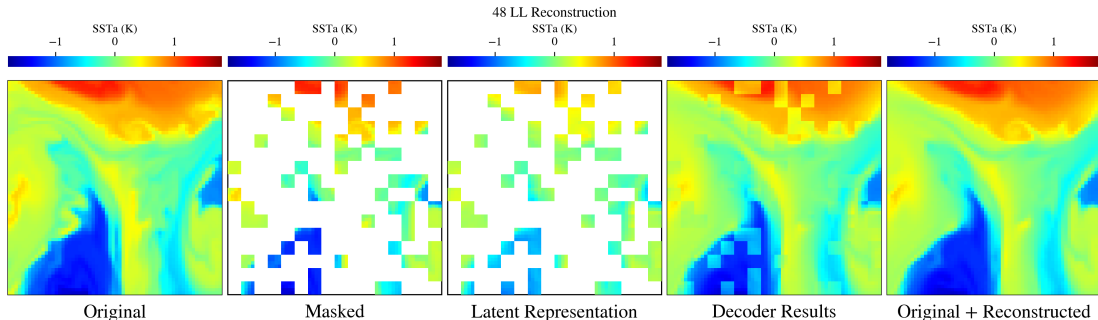 48 LL Reconstruction
SSTa (K) SSTa (K) SSTa (K) SSTa (K) SSTa (K)
−1 0 1 −1 0 1 −1 0 1 −1 0 1 −1 0 1
Original Masked Latent Representation Decoder Results Original + Reconstructed